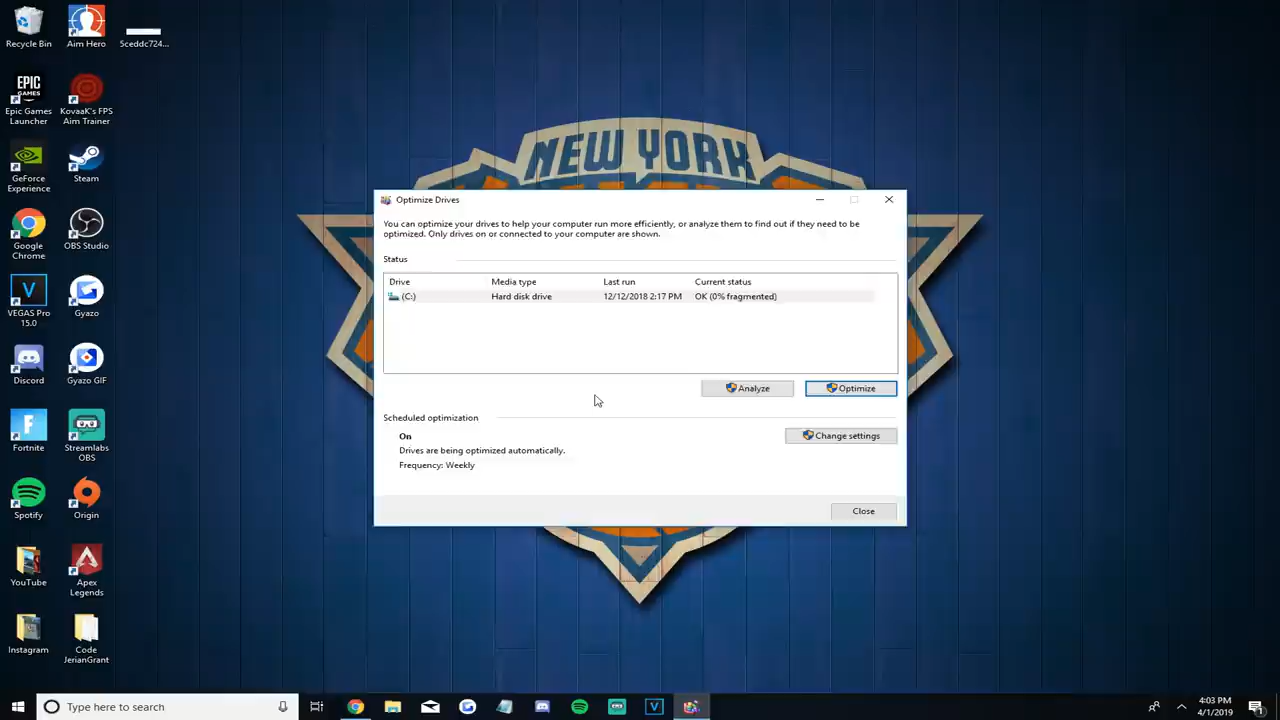 Recycle Bin
Aim Hero
5ceddc724...
Epic Games
Launcher
KovaaK's FPS
Aim Trainer
GeForce
Experience
Steam
Google
Chrome
OBS Studio
VEGAS Pro
15.0
Gyazo
Discord
Gyazo GIF
Fortnite
Streamlabs
OBS
Spotify
Origin
YouTube
Apex
Legends
Instagram
Code
JerianGrant
EPIC
GAMES
NEW YORK
Optimize Drives
You can optimize your drives to help your computer run more efficiently, or analyze them to find out if they need to be
optimized. Only drives on or connected to your computer are shown.
Status
Drive Media type Last run Current status
(C:) Hard disk drive 12/12/2018 2:17 PM OK (0% fragmented)
Analyze Optimize
Scheduled optimization
On
Change settings
Drives are being optimized automatically.
Frequency: Weekly
Close
Type here to search
4:03 PM
4/1/2019